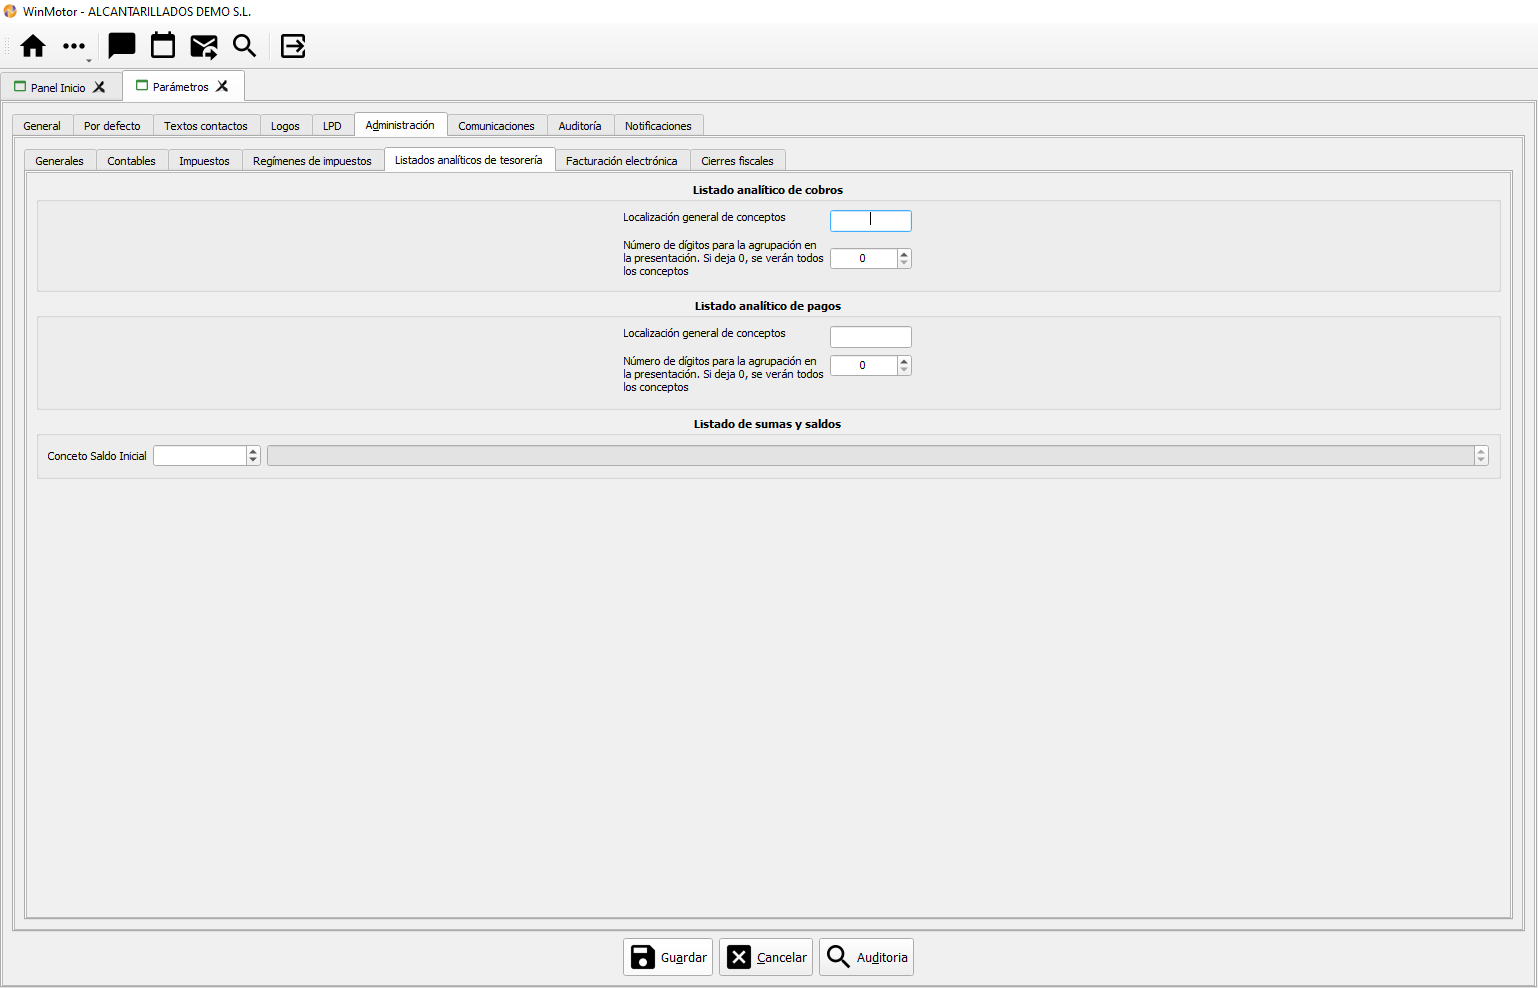 WinMotor - ALCANTARILLADOS DEMO S.L.
Panel Inicio
Parámetros
General
Por defecto
Textos contactos
Logos
LPD
Administración
Comunicaciones
Auditoría
Notificaciones
Generales
Contables
Impuestos
Regímenes de impuestos
Listados analíticos de tesorería
Facturación electrónica
Cierres fiscales
Listado analítico de cobros
Localización general de conceptos
Número de dígitos para la agrupación en
la presentación. Si deja 0, se verán todos
los conceptos
0
Listado analítico de pagos
Localización general de conceptos
Número de dígitos para la agrupación en
la presentación. Si deja 0, se verán todos
los conceptos
0
Listado de sumas y saldos
Conceto Saldo Inicial
Guardar
Cancelar
Auditoria